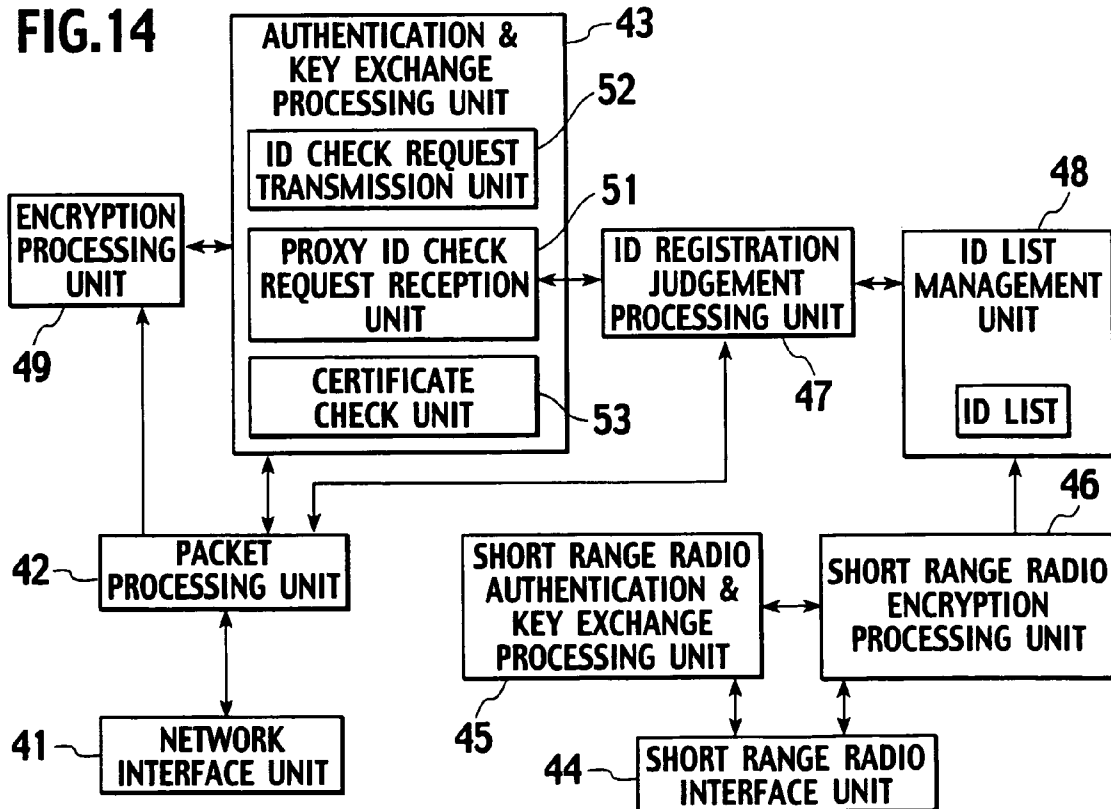 FIG.14
AUTHENTICATION &
KEY EXCHANGE
PROCESSING UNIT
43
52
ID CHECK REQUEST
TRANSMISSION UNIT
51
PROXY ID CHECK
REQUEST RECEPTION
UNIT
CERTIFICATE
CHECK UNIT
53
ENCRYPTION
PROCESSING
UNIT
49
ID REGISTRATION
JUDGEMENT
PROCESSING UNIT
47
48
ID LIST
MANAGEMENT
UNIT
ID LIST
46
42
PACKET
PROCESSING UNIT
SHORT RANGE RADIO
AUTHENTICATION &
KEY EXCHANGE
PROCESSING UNIT
45
SHORT RANGE RADIO
ENCRYPTION
PROCESSING
UNIT
41
NETWORK
INTERFACE UNIT
44
SHORT RANGE RADIO
INTERFACE UNIT